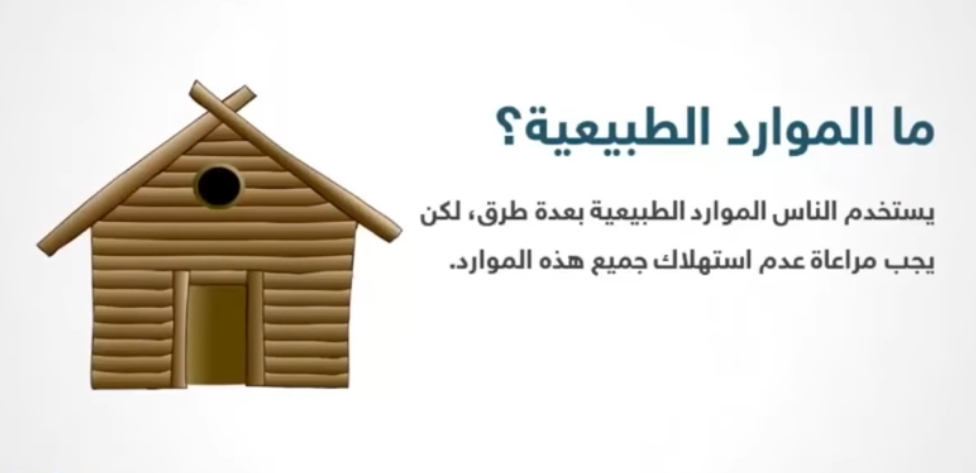 ما الموارد الطبيعية؟
يستخدم الناس الموارد الطبيعية بعدة طرق، لكن
يجب مراعاة عدم استهلاك جميع هذه الموارد.